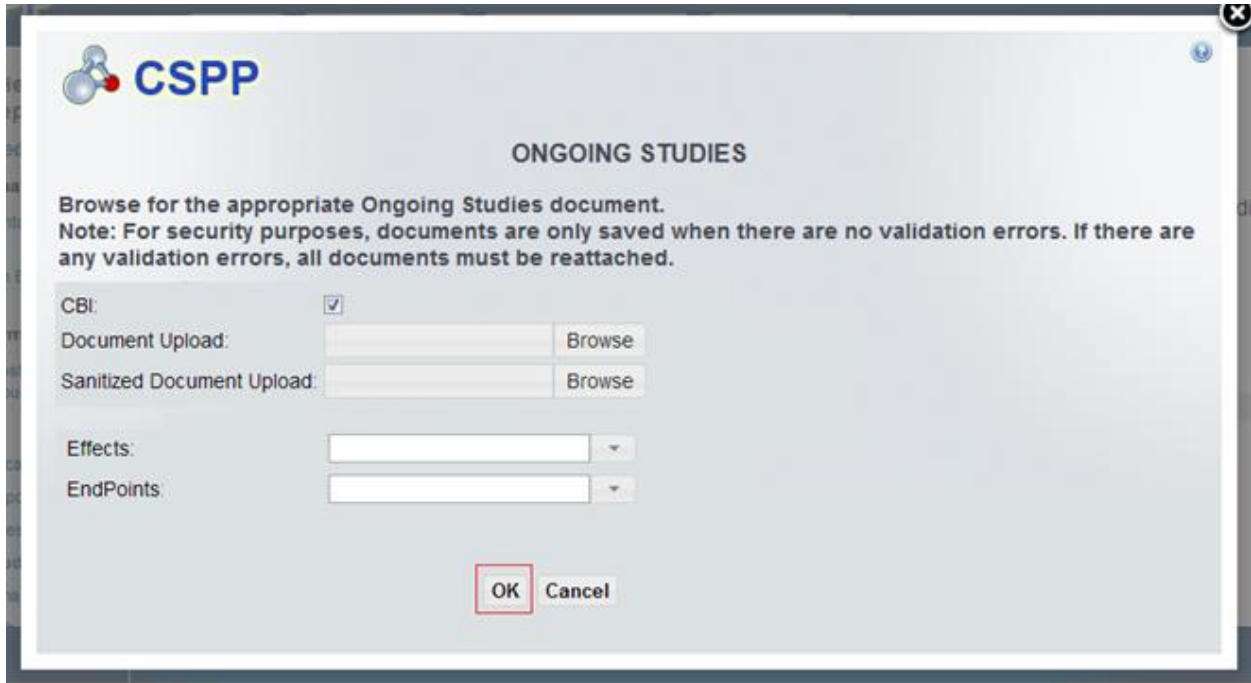 CSPP
ONGOING STUDIES
Browse for the appropriate Ongoing Studies document.
Note: For security purposes, documents are only saved when there are no validation errors. If there are
any validation errors, all documents must be reattached.
CBI:
Document Upload: Browse
Sanitized Document Upload: Browse
Effects:
EndPoints:
OK Cancel